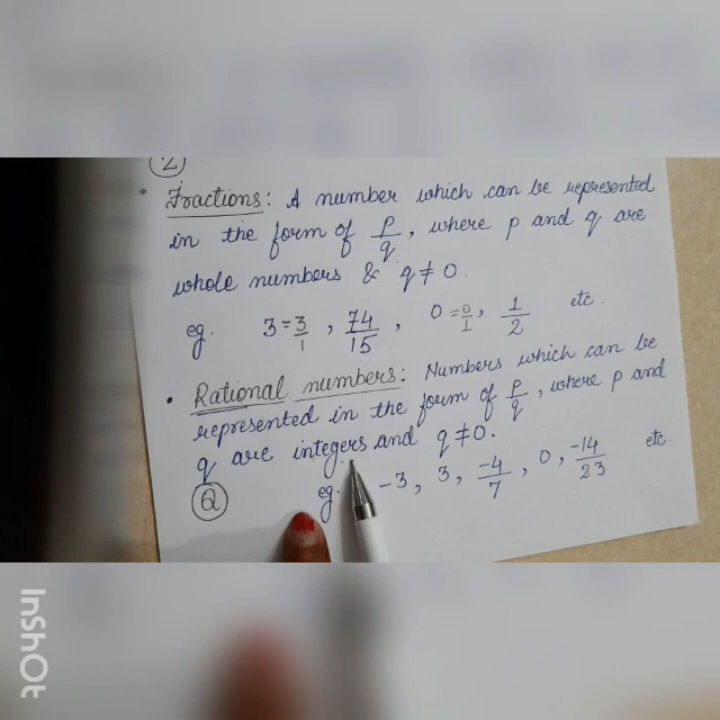 Z
• Fractions: A number which can be represented
in the form of p/q, where p and q are
whole numbers & q ≠ 0.
eg. 3 = 3/1, 74/15, 0 = 0/1, 1/2 etc.
• Rational numbers: Numbers which can be
represented in the form of p/q, where p and
q are integers and q ≠ 0.
Q eg. -3, 3, -4/7, 0, -14/23 etc.
InShOt